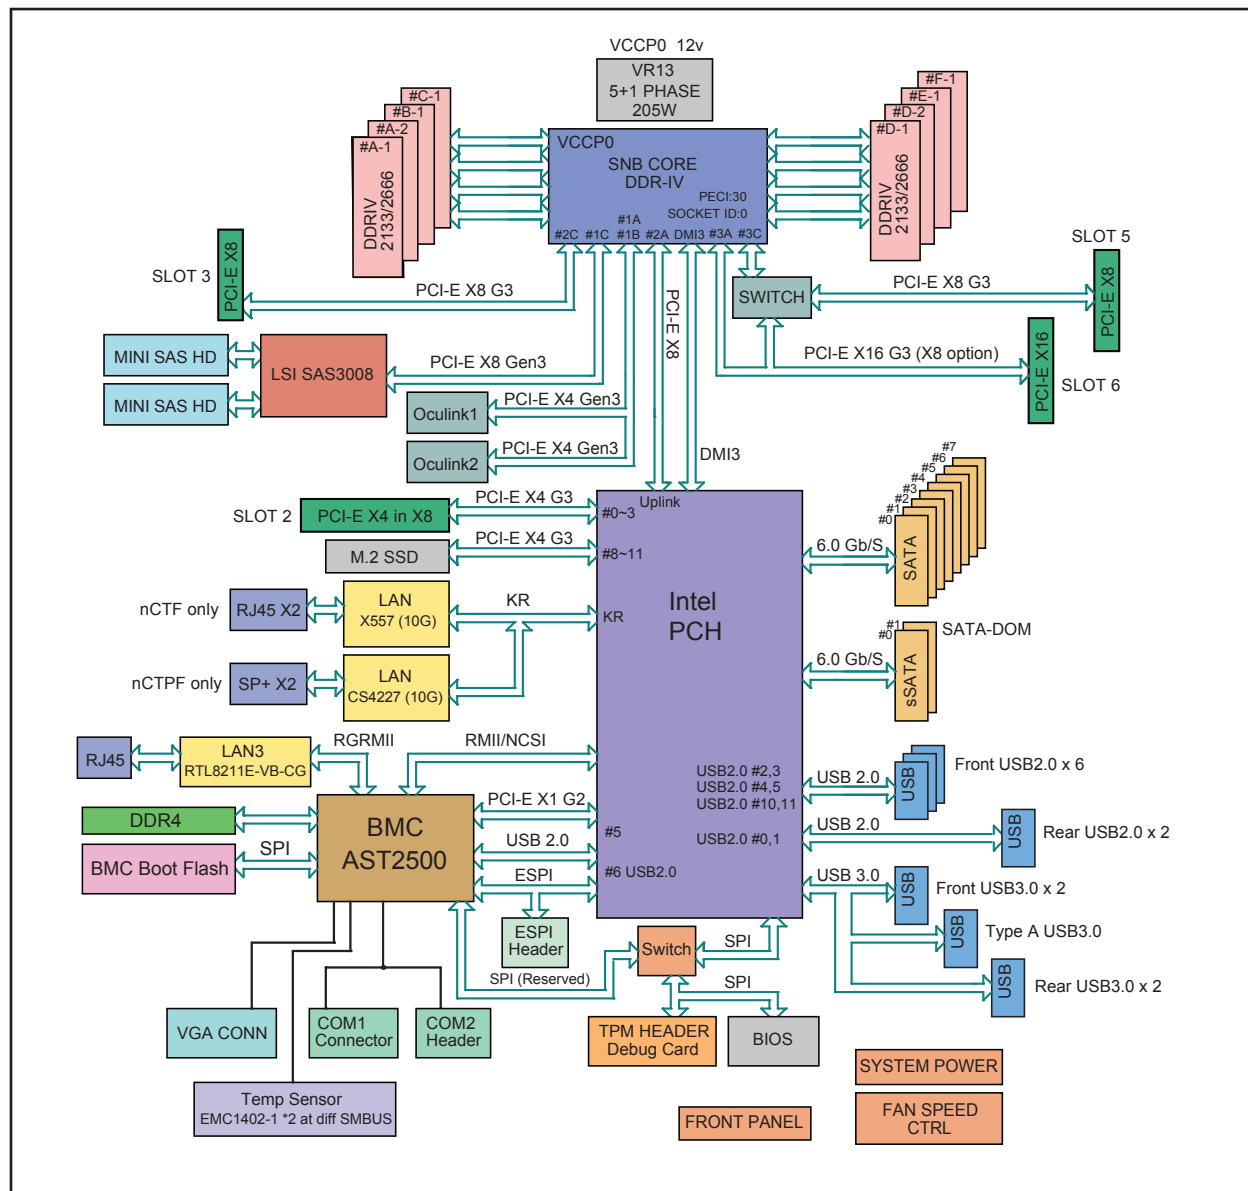 VCCP0 12v
VR13
5+1 PHASE
205W
#C-1
#B-1
#A-2
#A-1
DDRIV
2133/2666
#F-1
#E-1
#D-2
#D-1
DDRIV
2133/2666
VCCP0
SNB CORE
DDR-IV
PECI:30
SOCKET ID:0
#1A
#2C
#1C
#1B
#2A
DMI3
#3A
#3C
SLOT 3
PCI-E X8
PCI-E X8 G3
SWITCH
PCI-E X8 G3
SLOT 5
PCI-E X8
PCI-E X8
PCI-E X16 G3 (X8 option)
PCI-E X16
SLOT 6
MINI SAS HD
MINI SAS HD
LSI SAS3008
PCI-E X8 Gen3
Oculink1
PCI-E X4 Gen3
Oculink2
PCI-E X4 Gen3
DMI3
Uplink
SLOT 2
PCI-E X4 in X8
PCI-E X4 G3
#0~3
M.2 SSD
PCI-E X4 G3
#8~11
Intel
PCH
6.0 Gb/S
#7
#6
#5
#4
#3
#2
#1
#0
SATA
nCTF only
RJ45 X2
LAN
X557 (10G)
KR
KR
nCTPF only
SP+ X2
LAN
CS4227 (10G)
6.0 Gb/S
#1
#0
sSATA
SATA-DOM
RJ45
LAN3
RTL8211E-VB-CG
RGRMII
RMII/NCSI
DDR4
BMC Boot Flash
SPI
BMC
AST2500
PCI-E X1 G2
#5
USB 2.0
#6 USB2.0
ESPI
ESPI
Header
USB2.0 #2,3
USB2.0 #4,5
USB2.0 #10,11
USB2.0 #0,1
USB 2.0
USB
Front USB2.0 x 6
USB 2.0
USB
Rear USB2.0 x 2
USB 3.0
USB
Front USB3.0 x 2
USB
Type A USB3.0
USB
Rear USB3.0 x 2
SPI (Reserved)
Switch
SPI
SPI
TPM HEADER
Debug Card
BIOS
VGA CONN
COM1
Connector
COM2
Header
Temp Sensor
EMC1402-1 *2 at diff SMBUS
SYSTEM POWER
FAN SPEED
CTRL
FRONT PANEL